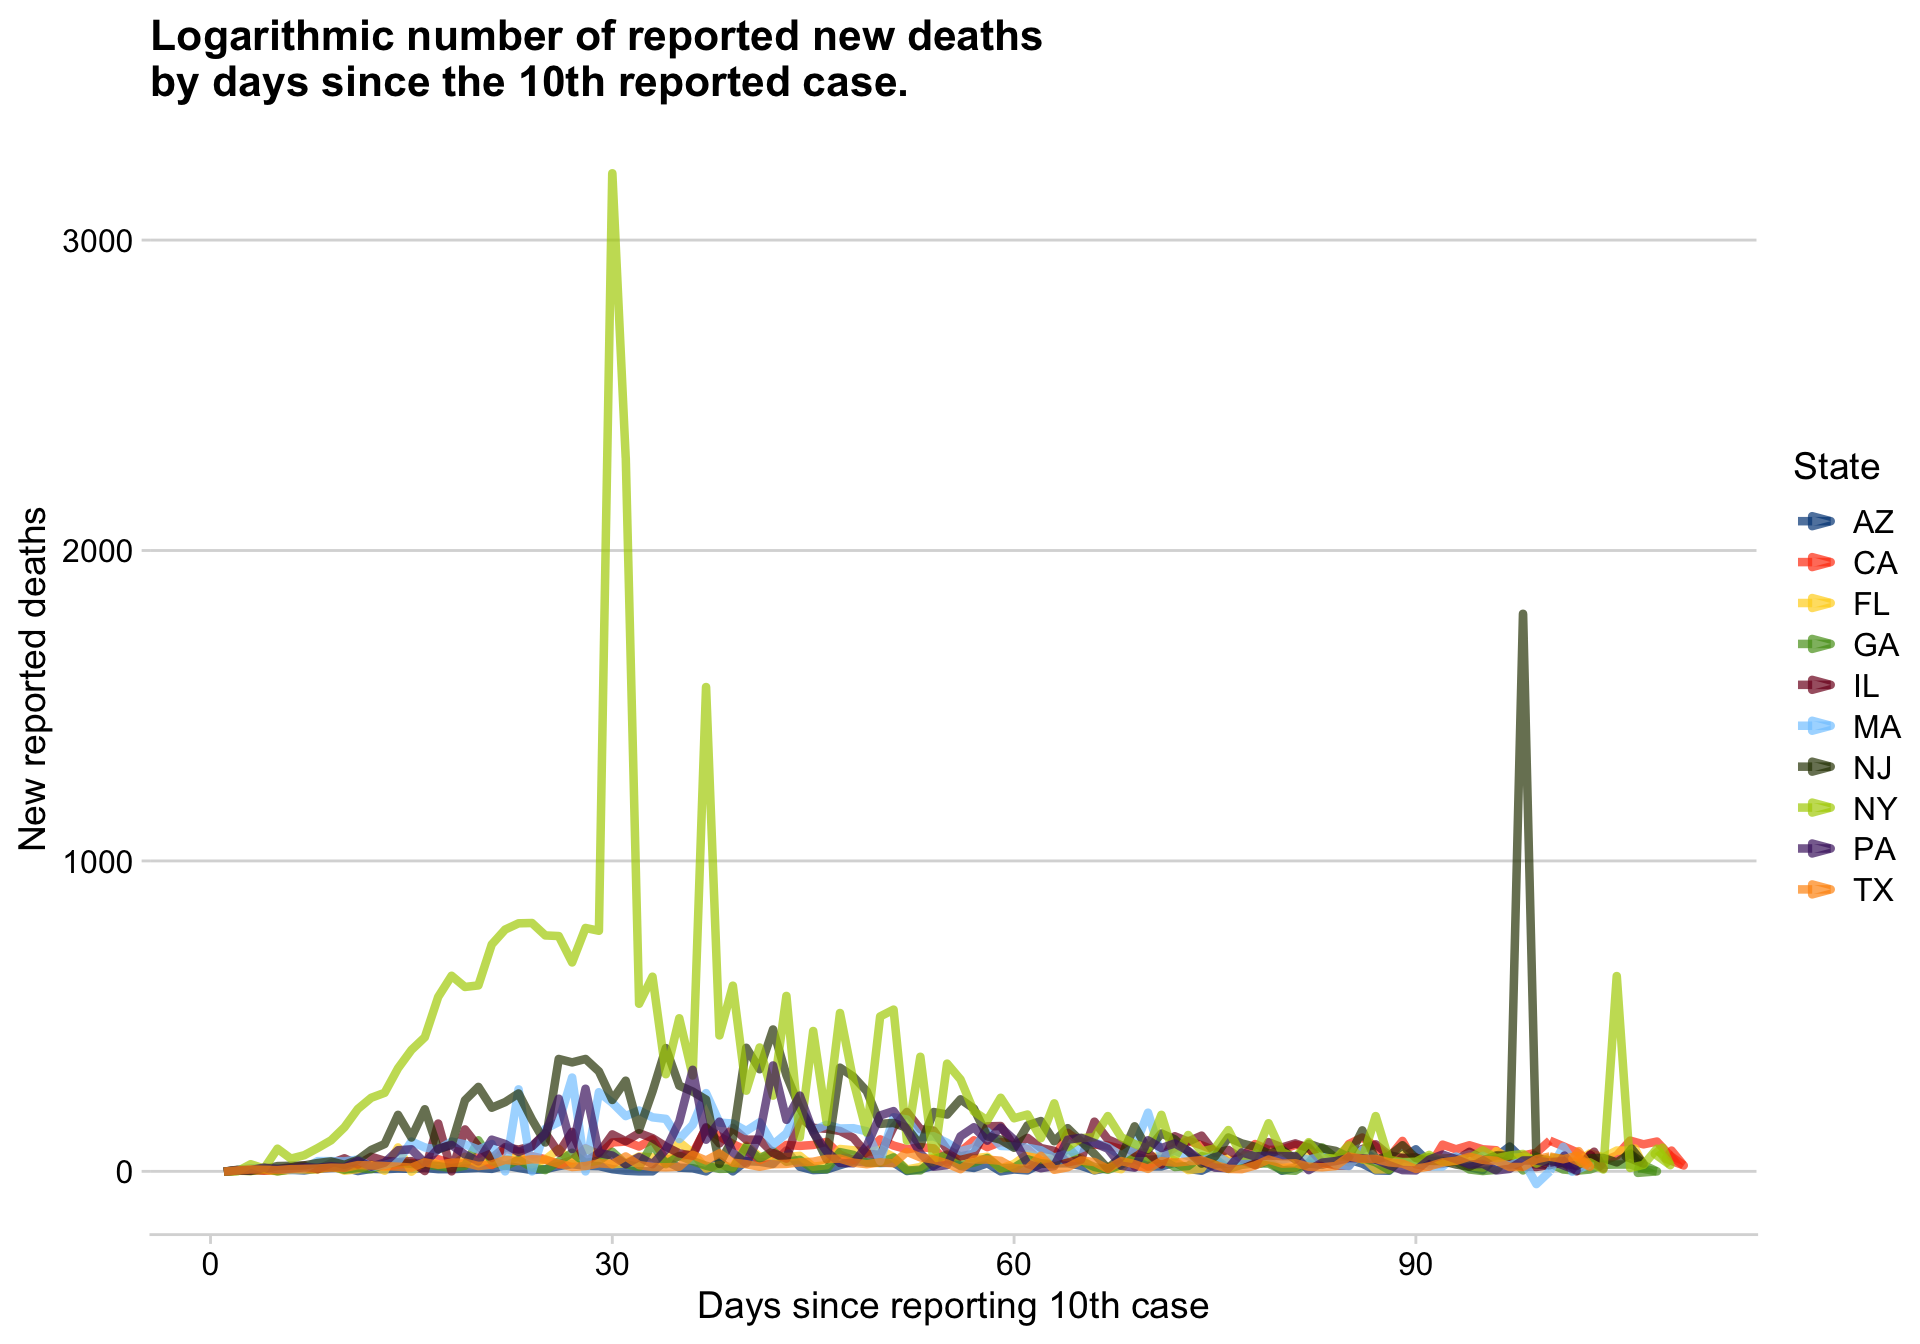 Logarithmic number of reported new deaths
by days since the 10th reported case.
New reported deaths
3000
2000
1000
0
0
30
60
90
Days since reporting 10th case
State
AZ
CA
FL
GA
IL
MA
NJ
NY
PA
TX